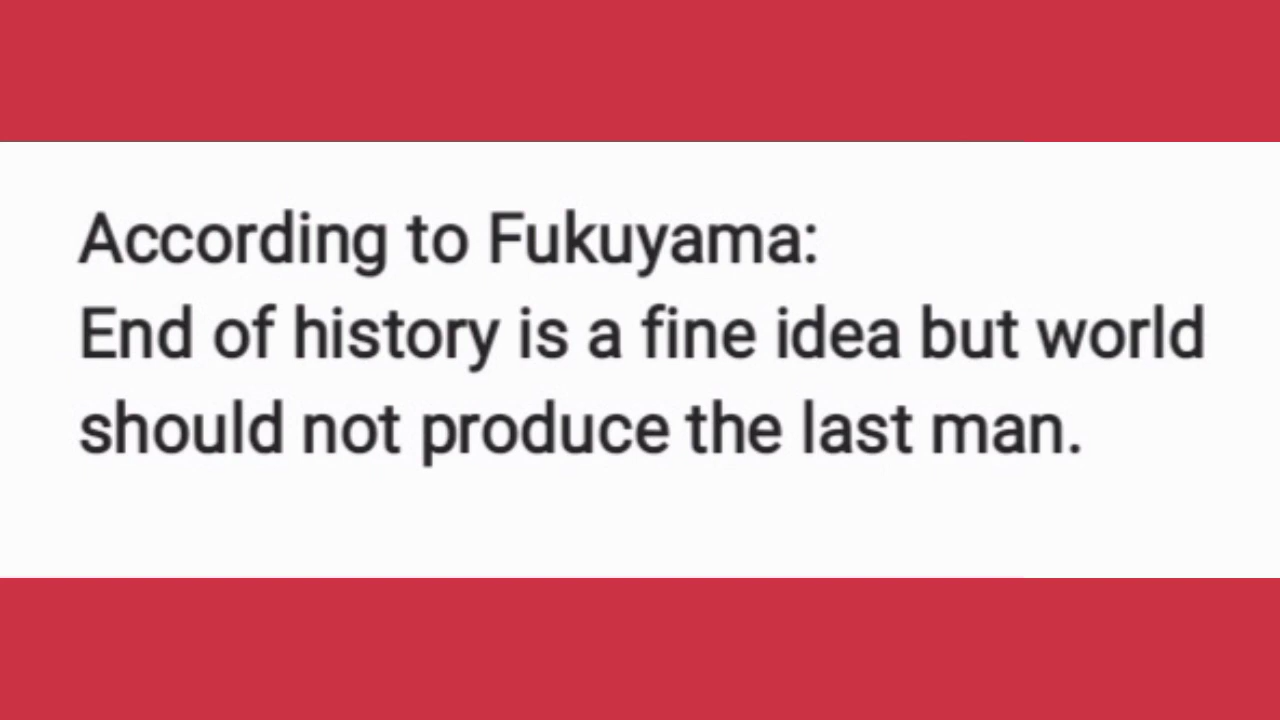 According to Fukuyama:
End of history is a fine idea but world
should not produce the last man.